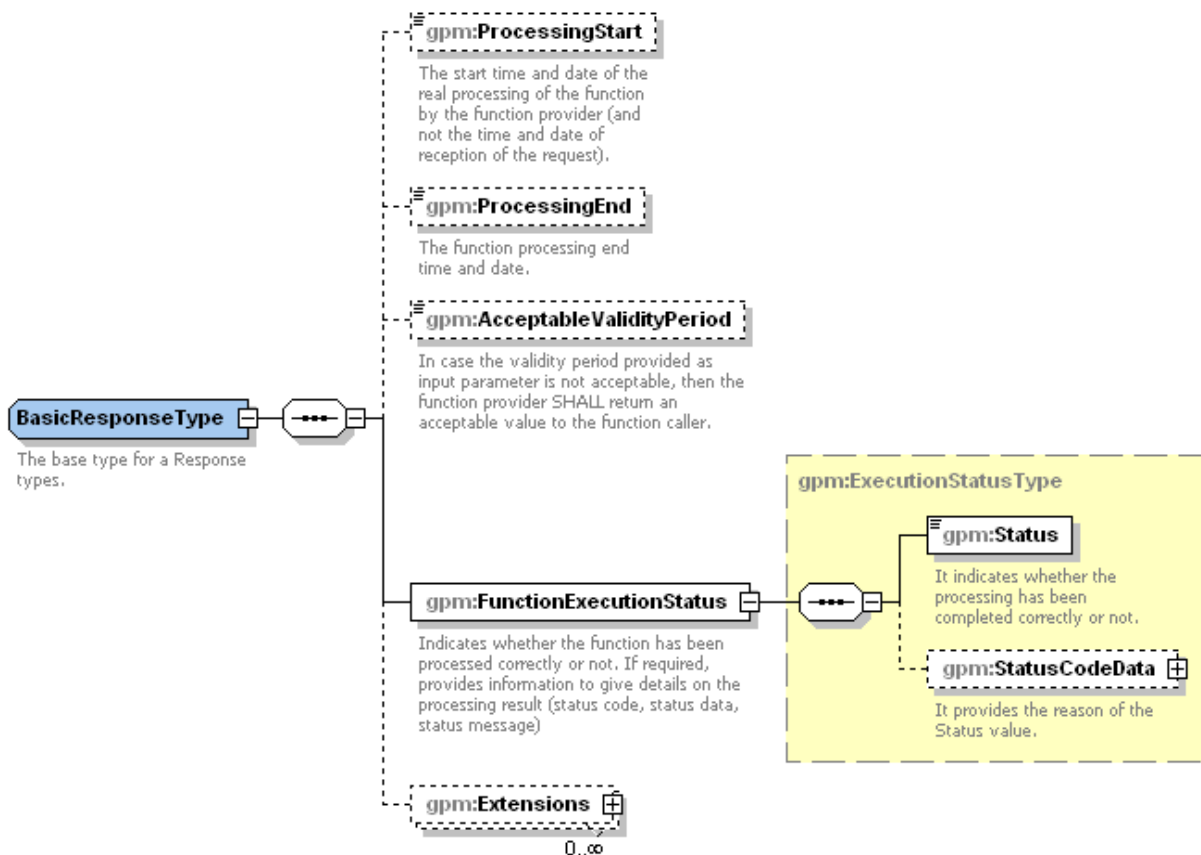 gpm:ProcessingStart
The start time and date of the
real processing of the function
by the function provider (and
not the time and date of
reception of the request).
gpm:ProcessingEnd
The function processing end
time and date.
gpm:AcceptableValidityPeriod
In case the validity period provided as
input parameter is not acceptable, then the
function provider SHALL return an
acceptable value to the function caller.
BasicResponseType
The base type for a Response
types.
gpm:ExecutionStatusType
gpm:Status
It indicates whether the
processing has been
completed correctly or not.
gpm:FunctionExecutionStatus
Indicates whether the function has been
processed correctly or not. If required,
provides information to give details on the
processing result (status code, status data,
status message)
gpm:StatusCodeData
It provides the reason of the
Status value.
gpm:Extensions
0..∞